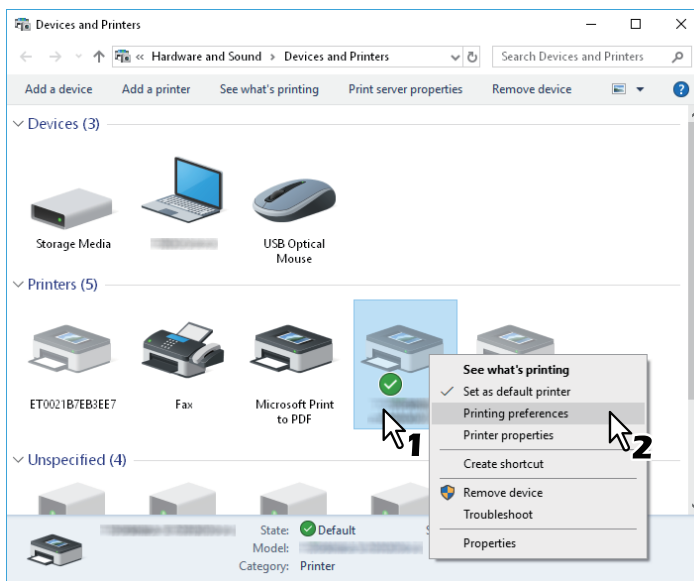 Devices and Printers
« Hardware and Sound › Devices and Printers
Search Devices and Printers
Add a device Add a printer See what's printing Print server properties Remove device
Devices (3)
Storage Media
USB Optical
Mouse
Printers (5)
ET0021B7EB3EE7
Fax
Microsoft Print
to PDF
1
See what's printing
Set as default printer
Printing preferences
Printer properties
Create shortcut
Remove device
Troubleshoot
Properties
2
Unspecified (4)
State: Default
Model:
Category: Printer